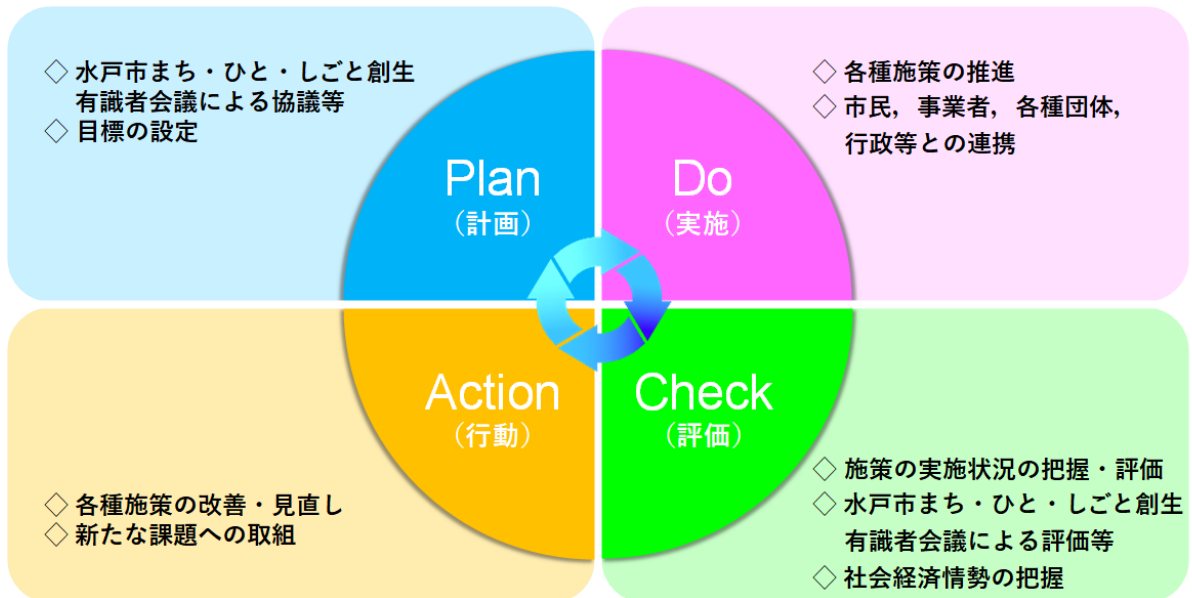 ◇ 水戸市まち・ひと・しごと創生
有識者会議による協議等
◇ 目標の設定
Plan
(計画)
◇ 各種施策の推進
◇ 市民，事業者，各種団体，
行政等との連携
Do
(実施)
Action
(行動)
◇ 各種施策の改善・見直し
◇ 新たな課題への取組
Check
(評価)
◇ 施策の実施状況の把握・評価
◇ 水戸市まち・ひと・しごと創生
有識者会議による評価等
◇ 社会経済情勢の把握